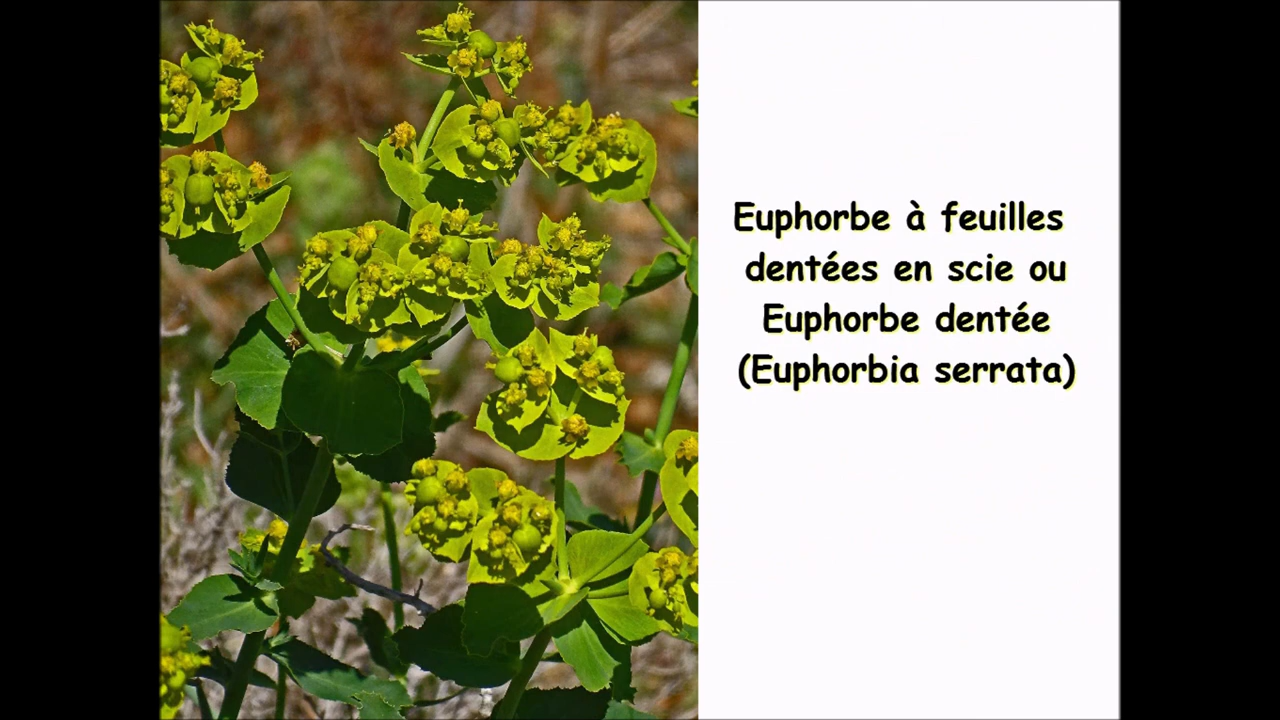 Euphorbe à feuilles
dentées en scie ou
Euphorbe dentée
(Euphorbia serrata)